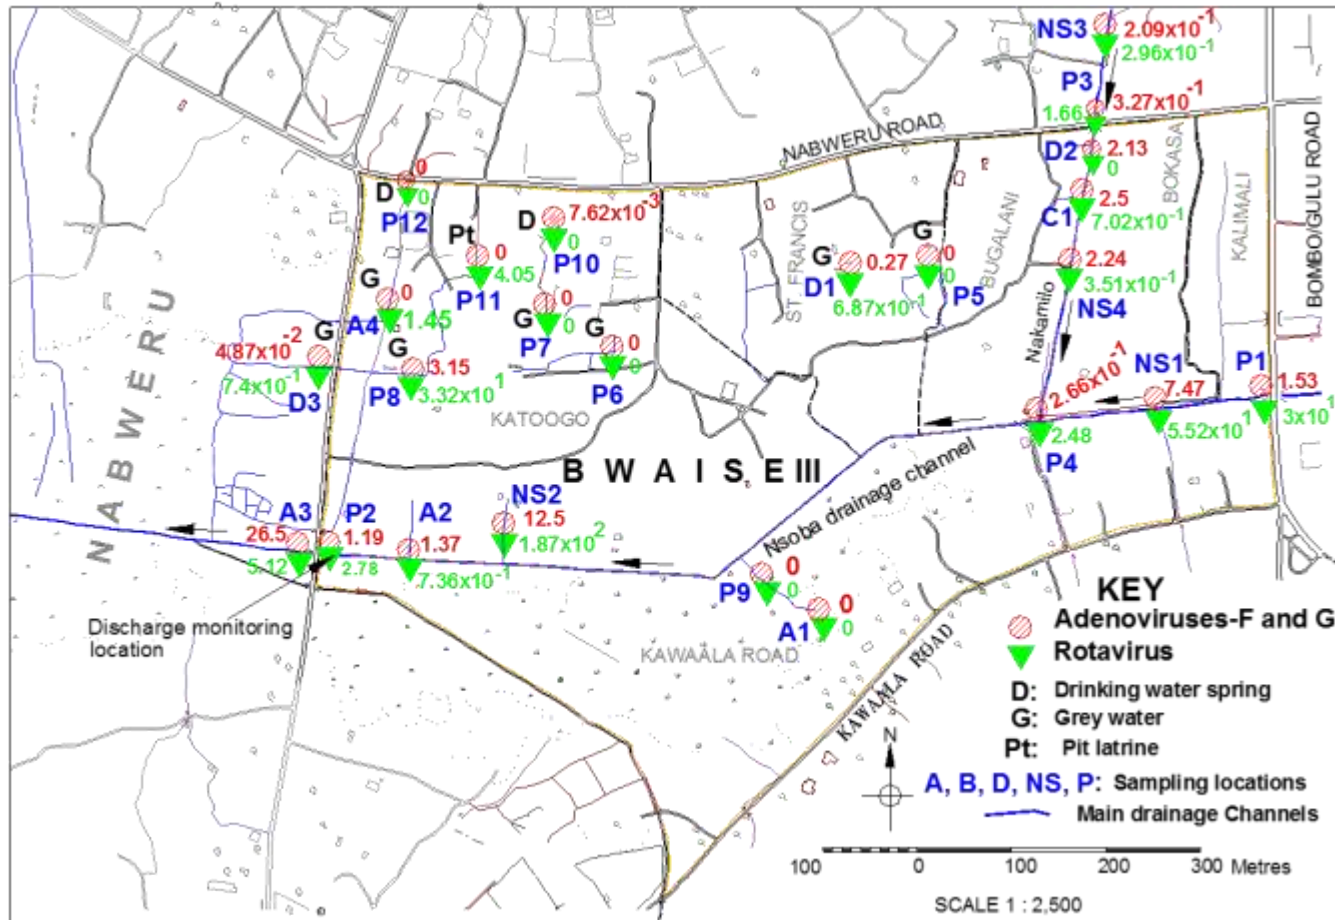 NS3
2.09x10⁻¹
2.96x10⁻¹
P3
3.27x10⁻¹
1.66
NABWERU ROAD
D2
2.13
0
BOKASA
C1
2.5
7.02x10⁻¹
KALIMALI
BOMBO/GULU ROAD
D
0
0
P12
D
7.62x10⁻³
0
P10
Pt
0
4.05
P11
ST. FRANCIS
G
0.27
D1
6.87x10⁻¹
G
0
0
P5
BUGALANI
2.24
3.51x10⁻¹
NS4
Nakamilo
NABWERU
G
0
A4
1.45
G
0
0
P7
G
0
0
P6
4.87x10⁻²
G
7.4x10⁻¹
D3
G
3.15
3.32x10¹
P8
KATOOGO
2.66x10⁻¹
2.48
P4
NS1
7.47
5.52x10¹
P1
1.53
3x10¹
BWAISE III
Nsoba drainage channel
A3
26.5
5.12
P2
1.19
2.78
A2
1.37
7.36x10⁻¹
NS2
12.5
1.87x10²
0
0
P9
0
0
A1
Discharge monitoring
location
KAWAALA ROAD
KAWAALA ROAD
KEY
Adenoviruses-F and G
Rotavirus
D: Drinking water spring
G: Grey water
Pt: Pit latrine
N
A, B, D, NS, P: Sampling locations
Main drainage Channels
100 0 100 200 300 Metres
SCALE 1 : 2,500